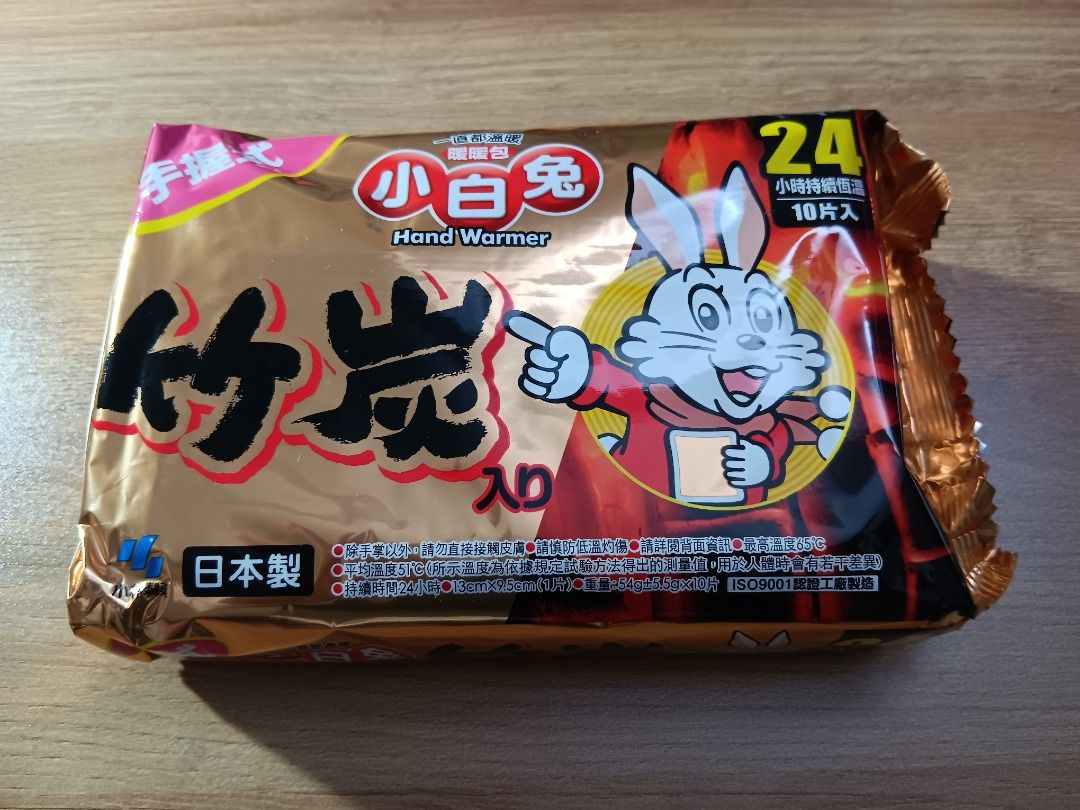 手握式
一直都溫暖
暖暖包
小白兔
Hand Warmer
24
小時持續恆溫
10片入
竹炭
入り
日本製
●除手掌以外，請勿直接接觸皮膚●請慎防低溫灼傷●請詳閱背面資訊●最高溫度65℃
●平均溫度51℃(所示溫度為依據規定試驗方法得出的測量值，用於人體時會有若干差異)
●持續時間24小時●13cm×9.5cm(1片)●重量:54g±5.5g×10片 ISO9001認證工廠製造
小白兔